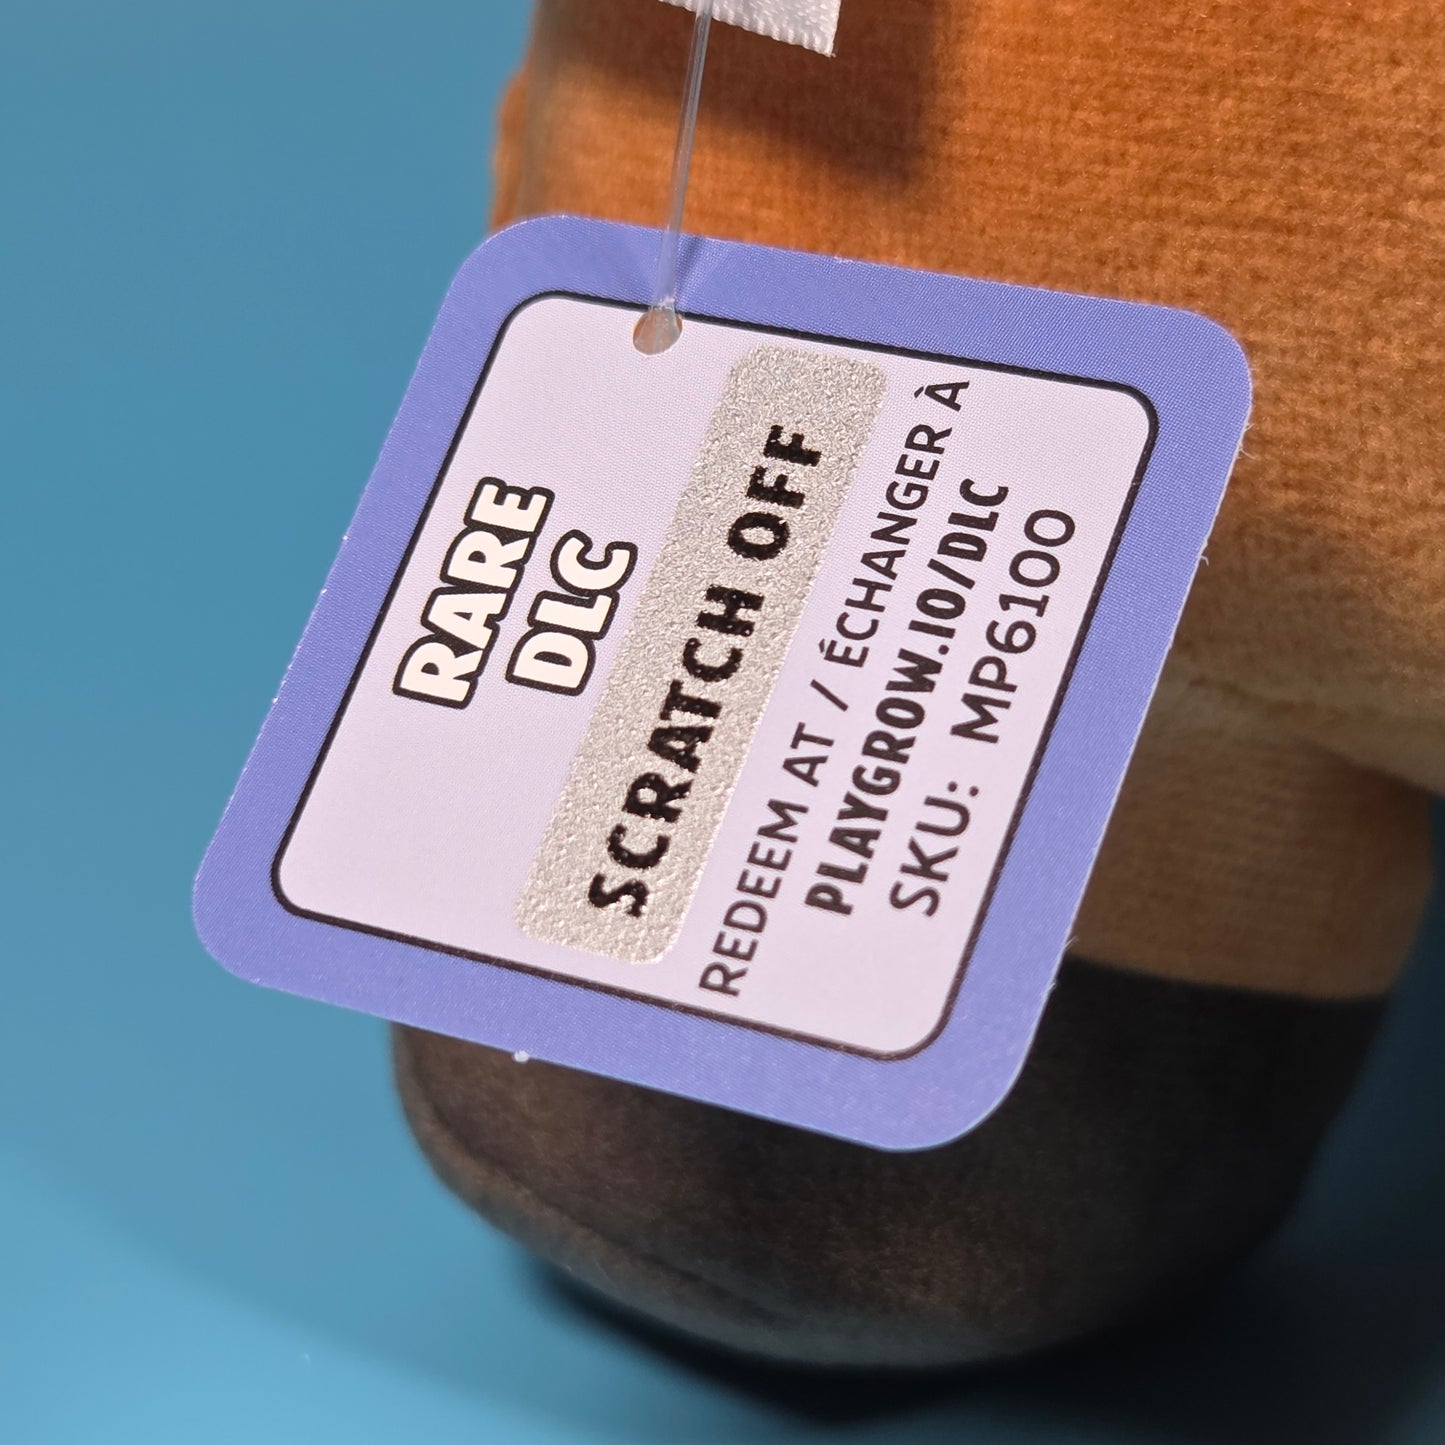 RARE
DLC
SCRATCH OFF
REDEEM AT / ÉCHANGER À
PLAYGROW.IO/DLC
SKU: MP6100